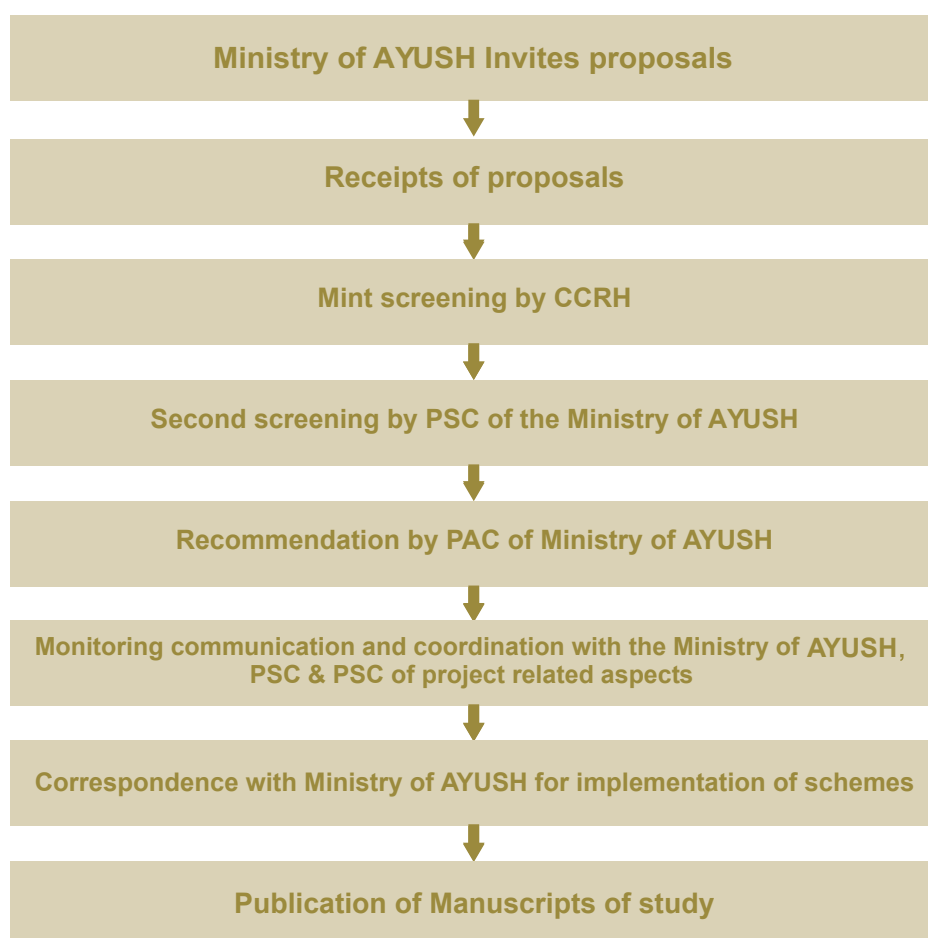 Ministry of AYUSH Invites proposals
Receipts of proposals
Mint screening by CCRH
Second screening by PSC of the Ministry of AYUSH
Recommendation by PAC of Ministry of AYUSH
Monitoring communication and coordination with the Ministry of AYUSH,
PSC & PSC of project related aspects
Correspondence with Ministry of AYUSH for implementation of schemes
Publication of Manuscripts of study